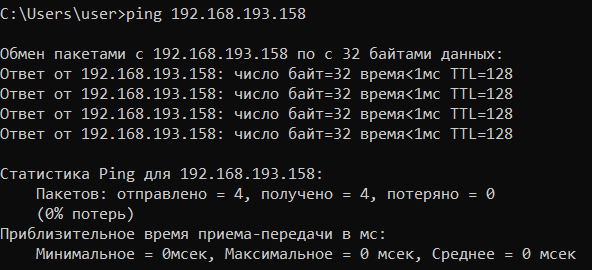 C:\Users\user>ping 192.168.193.158
Обмен пакетами с 192.168.193.158 по с 32 байтами данных:
Ответ от 192.168.193.158: число байт=32 время<1мс TTL=128
Ответ от 192.168.193.158: число байт=32 время<1мс TTL=128
Ответ от 192.168.193.158: число байт=32 время<1мс TTL=128
Ответ от 192.168.193.158: число байт=32 время<1мс TTL=128
Статистика Ping для 192.168.193.158:
Пакетов: отправлено = 4, получено = 4, потеряно = 0
(0% потерь)
Приблизительное время приема-передачи в мс:
Минимальное = 0мсек, Максимальное = 0 мсек, Среднее = 0 мсек